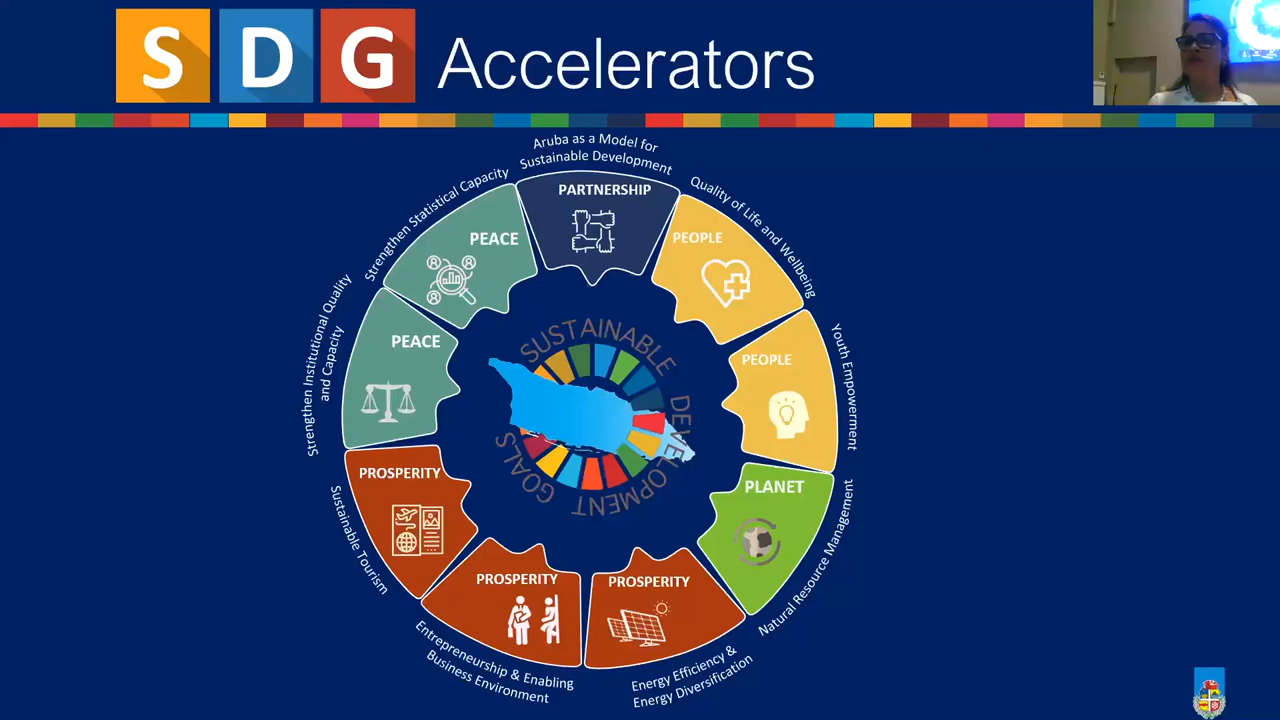 S D G Accelerators
Aruba as a Model for
Sustainable Development
PARTNERSHIP
Quality of Life and Wellbeing
PEOPLE
Youth Empowerment
PEOPLE
Natural Resource Management
PLANET
Energy Efficiency &
Energy Diversification
PROSPERITY
Entrepreneurship & Enabling
Business Environment
PROSPERITY
Sustainable Tourism
PROSPERITY
Strengthen Institutional Quality
and Capacity
PEACE
Strengthen Statistical Capacity
PEACE
SUSTAINABLE
DEVELOPMENT
GOALS